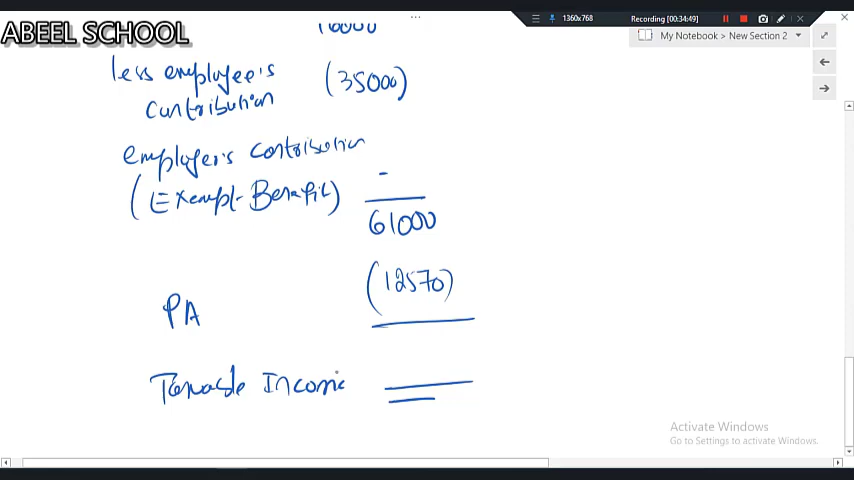 1360x768
Recording [00:34:49]
ABEEL SCHOOL
My Notebook > New Section 2
less employee's (35000)
contribution
employer's contribution
-
(Exempt Benefit)
61000
(12570)
PA
Taxable Income
Activate Windows
Go to Settings to activate Windows.